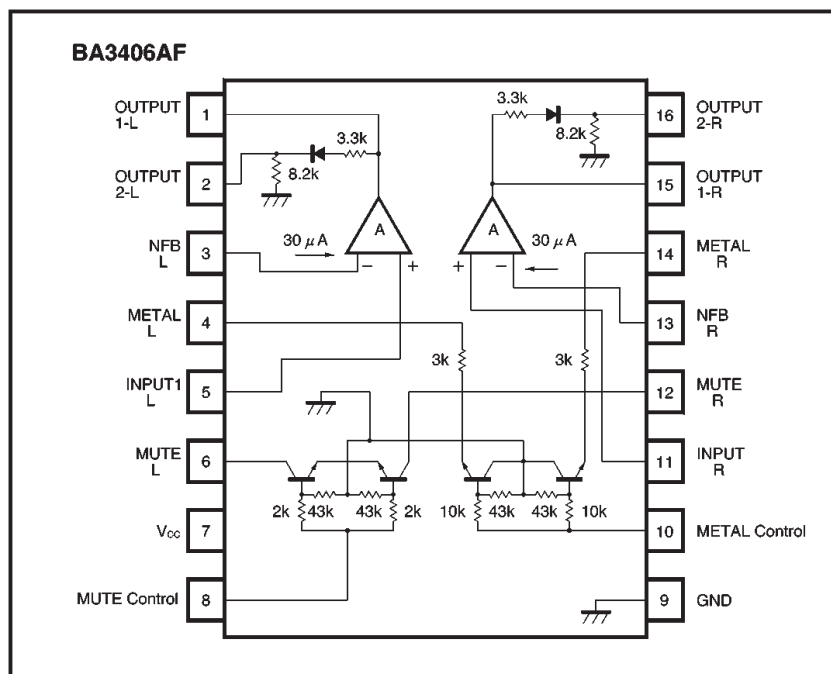 BA3406AF
OUTPUT
1-L
1
OUTPUT
2-L
2
NFB
L
3
METAL
L
4
INPUT1
L
5
MUTE
L
6
Vcc
7
MUTE Control
8
3.3k
8.2k
A
30 μA
−
+
3.3k
8.2k
A
30 μA
+
−
3k
3k
2k
43k
43k
2k
10k
43k
43k
10k
16
OUTPUT
2-R
15
OUTPUT
1-R
14
METAL
R
13
NFB
R
12
MUTE
R
11
INPUT
R
10
METAL Control
9
GND